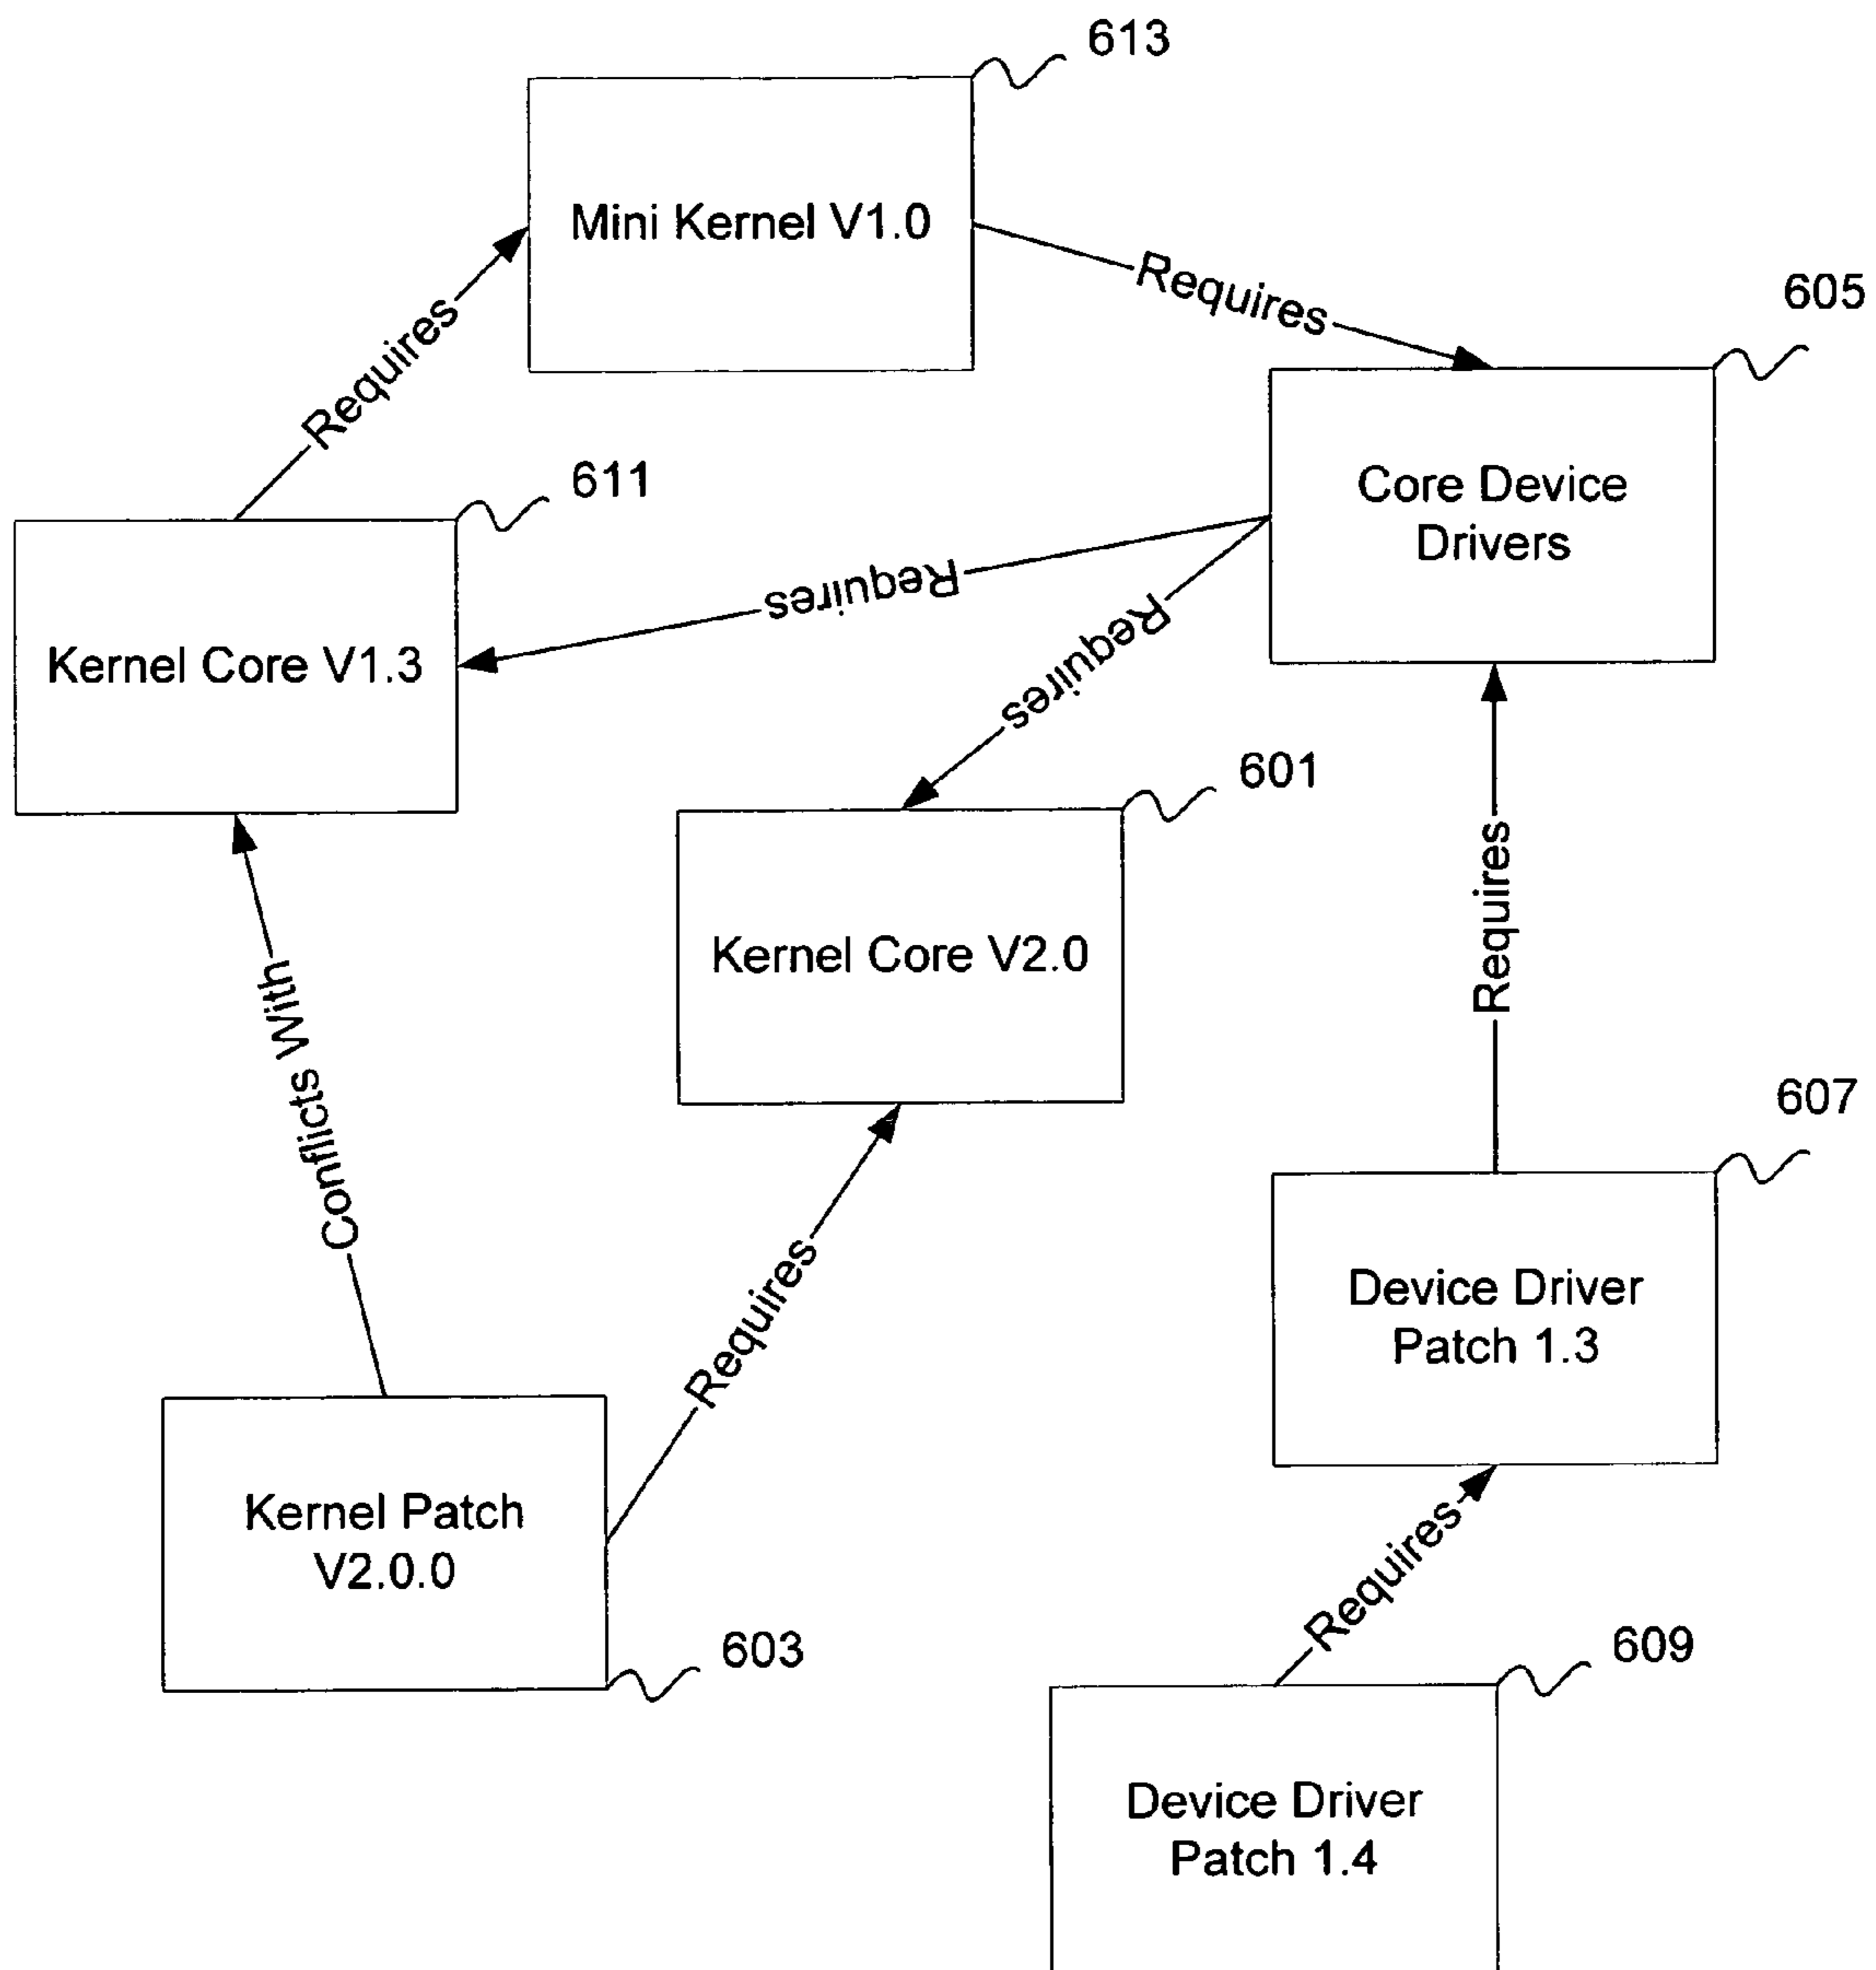 613
Mini Kernel V1.0
Requires
605
Requires
611
Core Device
Drivers
Requires
Requires
Kernel Core V1.3
601
Kernel Core V2.0
Requires
Conflicts With
607
Device Driver
Patch 1.3
Requires
Kernel Patch
V2.0.0
Requires
603
609
Device Driver
Patch 1.4